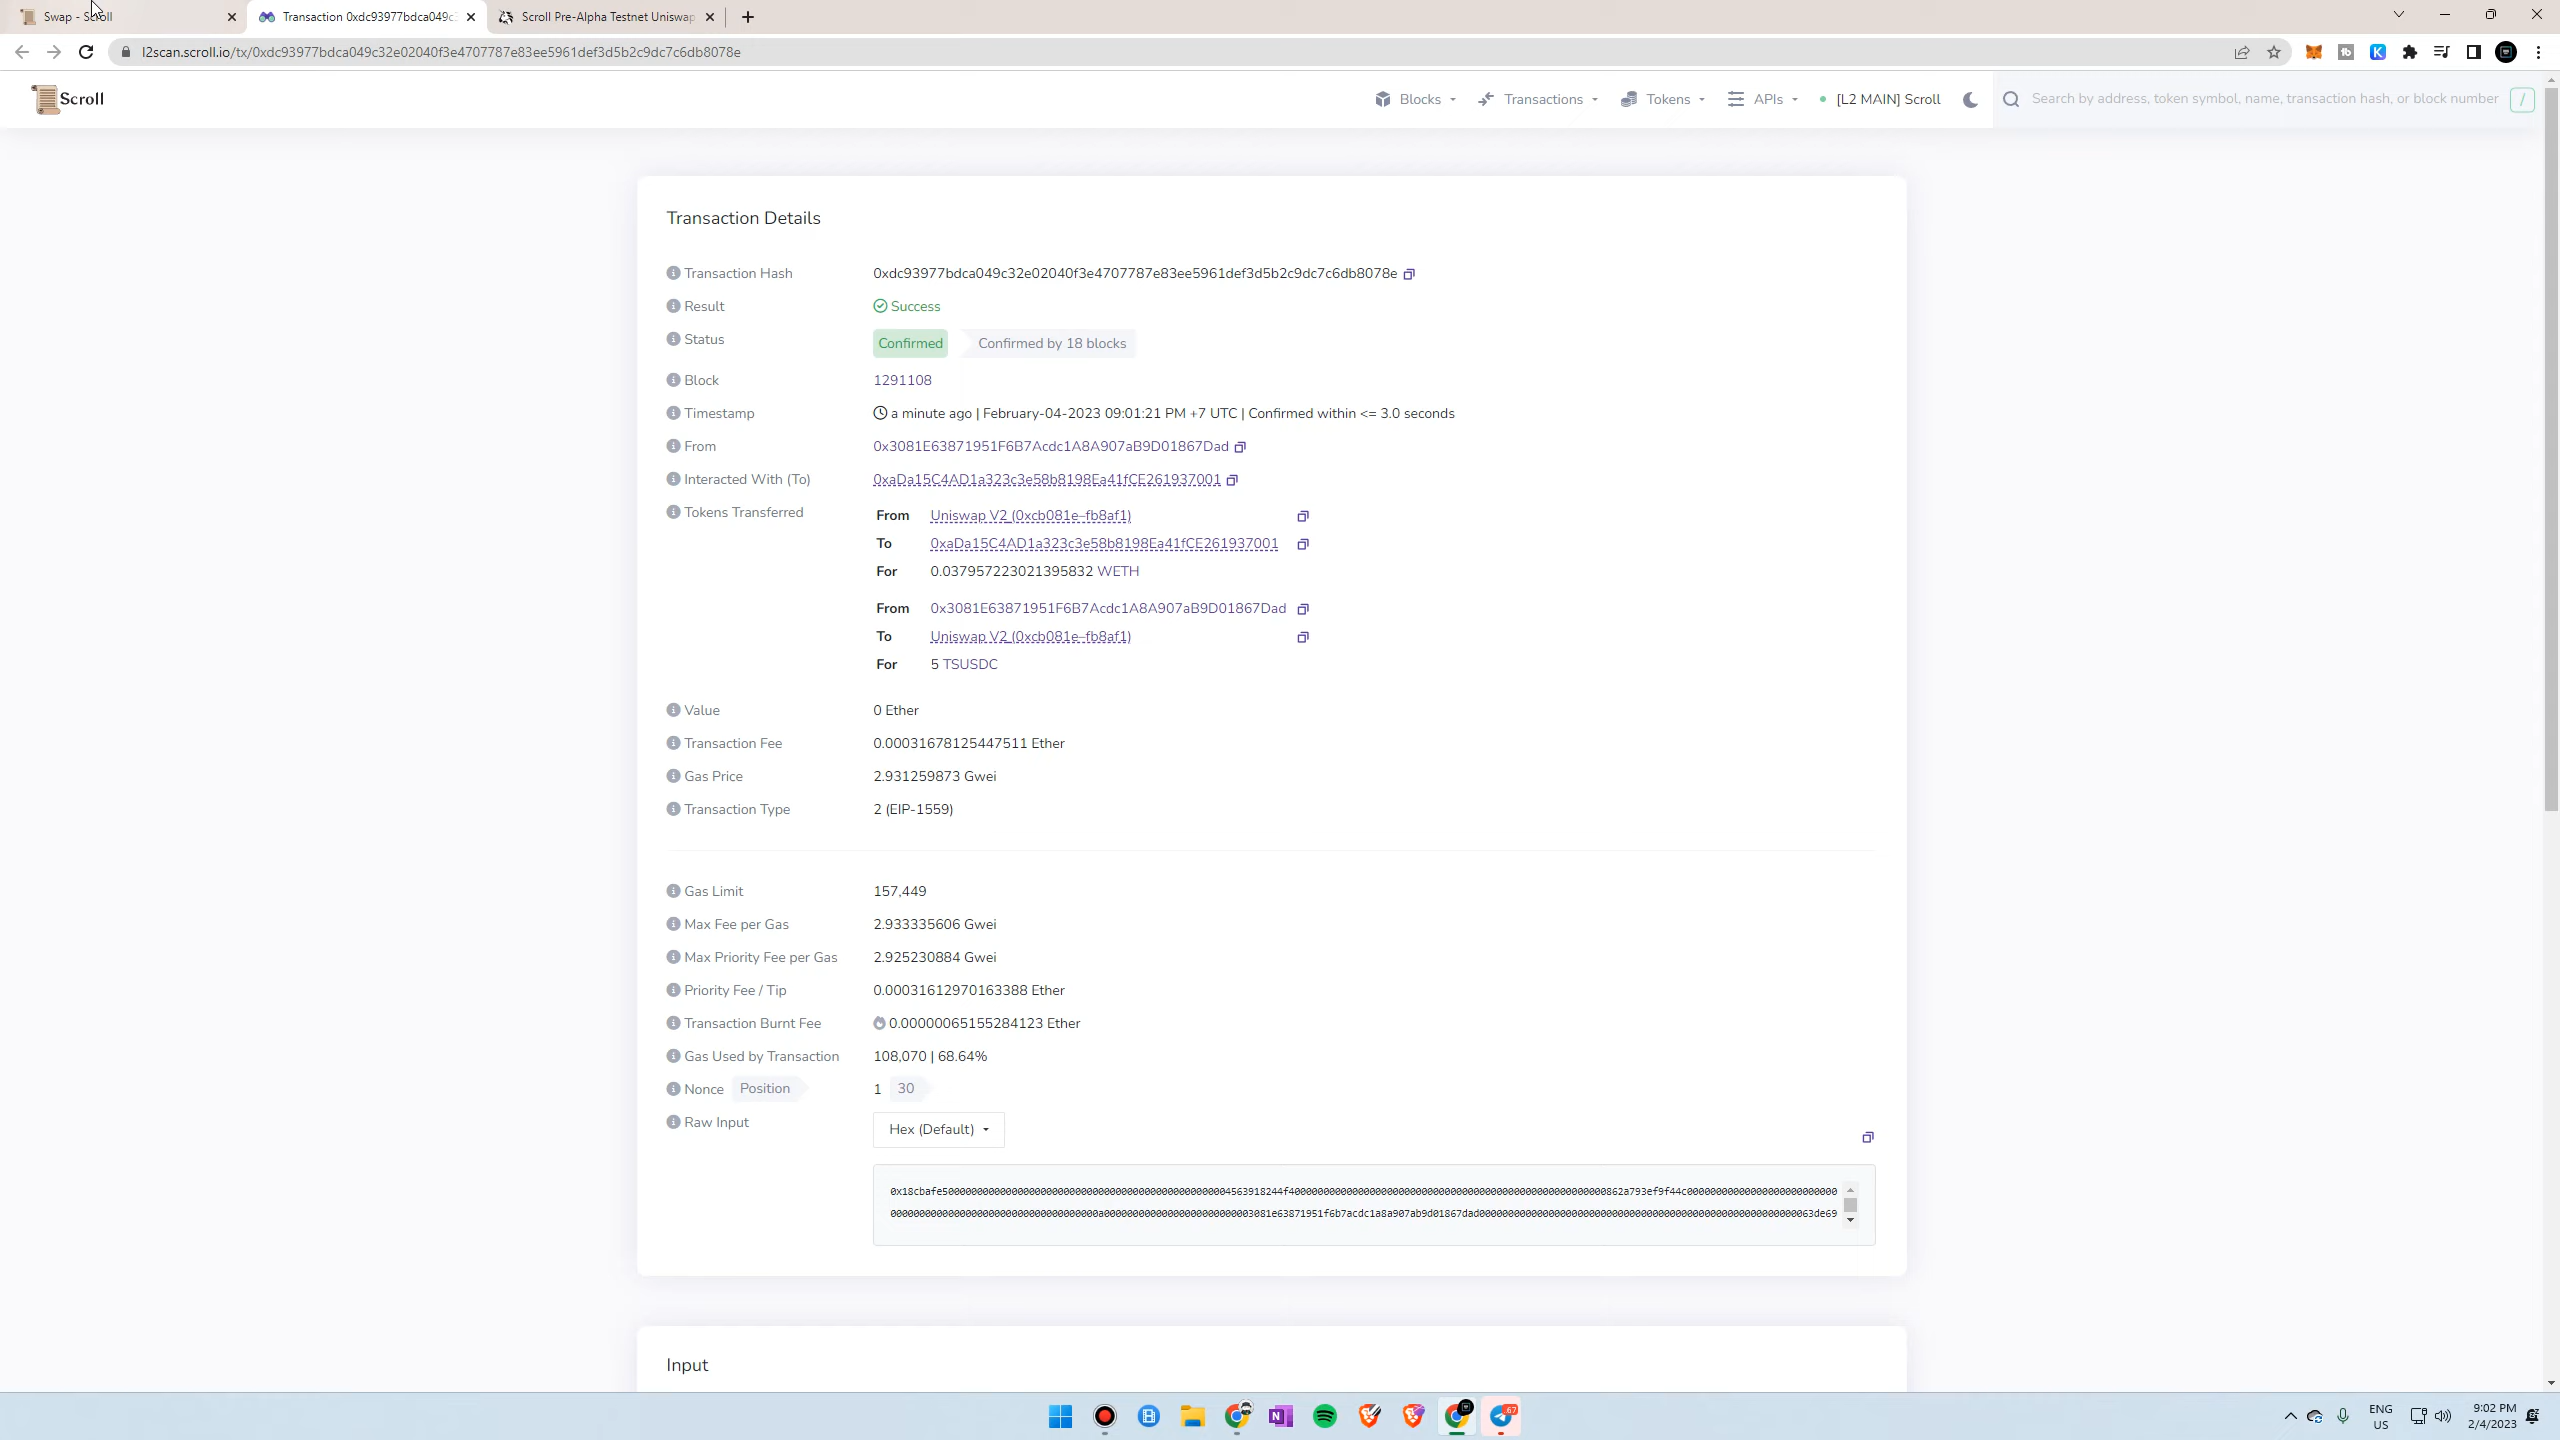 Swap - Scroll
Transaction 0xdc93977bdca049c3
Scroll Pre-Alpha Testnet Uniswap
l2scan.scroll.io/tx/0xdc93977bdca049c32e02040f3e4707787e83ee5961def3d5b2c9dc7c6db8078e
Scroll
Blocks
Transactions
Tokens
APIs
[L2 MAIN] Scroll
Search by address, token symbol, name, transaction hash, or block number
/
Transaction Details
Transaction Hash 0xdc93977bdca049c32e02040f3e4707787e83ee5961def3d5b2c9dc7c6db8078e
Result Success
Status Confirmed Confirmed by 18 blocks
Block 1291108
Timestamp a minute ago | February-04-2023 09:01:21 PM +7 UTC | Confirmed within <= 3.0 seconds
From 0x3081E63871951F6B7Acdc1A8A907aB9D01867Dad
Interacted With (To) 0xaDa15C4AD1a323c3e58b8198Ea41fCE261937001
Tokens Transferred From Uniswap V2 (0xcb081e–fb8af1)
To 0xaDa15C4AD1a323c3e58b8198Ea41fCE261937001
For 0.037957223021395832 WETH
From 0x3081E63871951F6B7Acdc1A8A907aB9D01867Dad
To Uniswap V2 (0xcb081e–fb8af1)
For 5 TSUSDC
Value 0 Ether
Transaction Fee 0.00031678125447511 Ether
Gas Price 2.931259873 Gwei
Transaction Type 2 (EIP-1559)
Gas Limit 157,449
Max Fee per Gas 2.933335606 Gwei
Max Priority Fee per Gas 2.925230884 Gwei
Priority Fee / Tip 0.00031612970163388 Ether
Transaction Burnt Fee 0.00000065155284123 Ether
Gas Used by Transaction 108,070 | 68.64%
Nonce Position 1 30
Raw Input Hex (Default)
Input
ENG
US
9:02 PM
2/4/2023
67